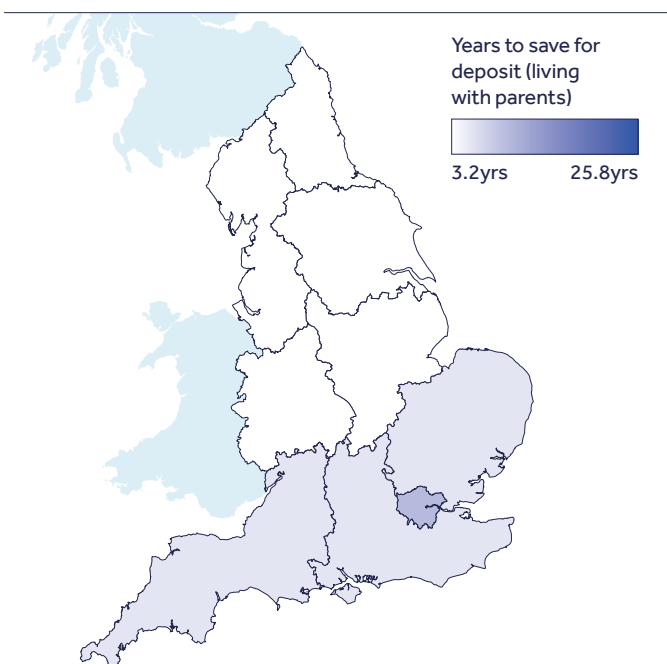 Years to save for
deposit (living
with parents)
3.2yrs 25.8yrs